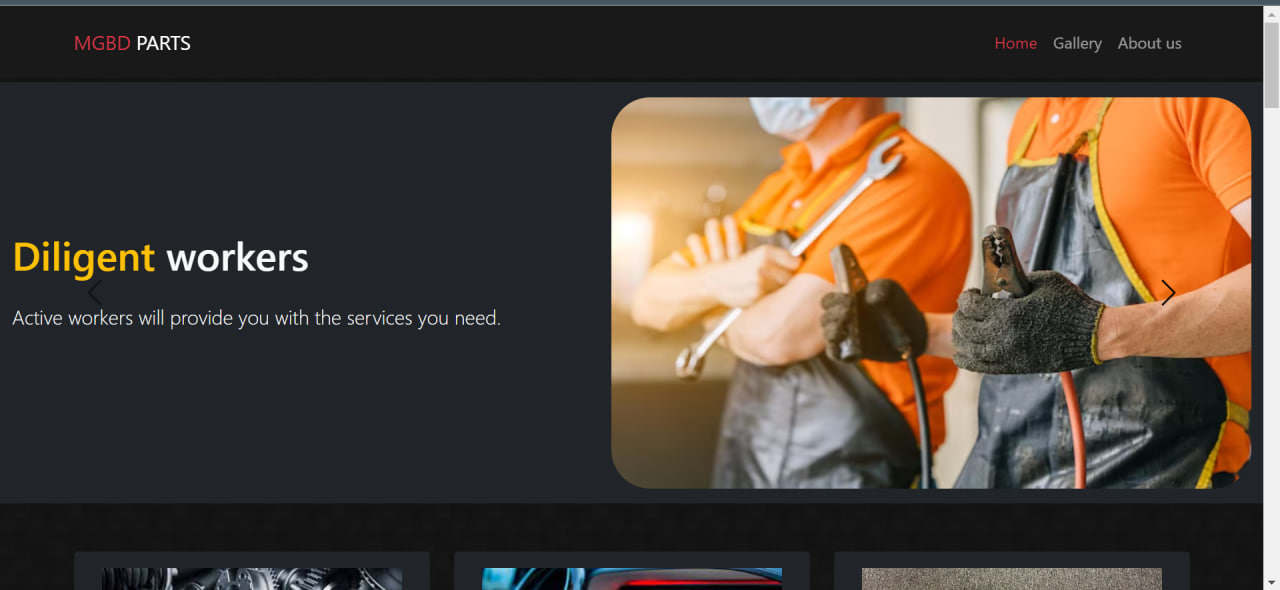 MGBD PARTS
Home Gallery About us
Diligent workers
Active workers will provide you with the services you need.